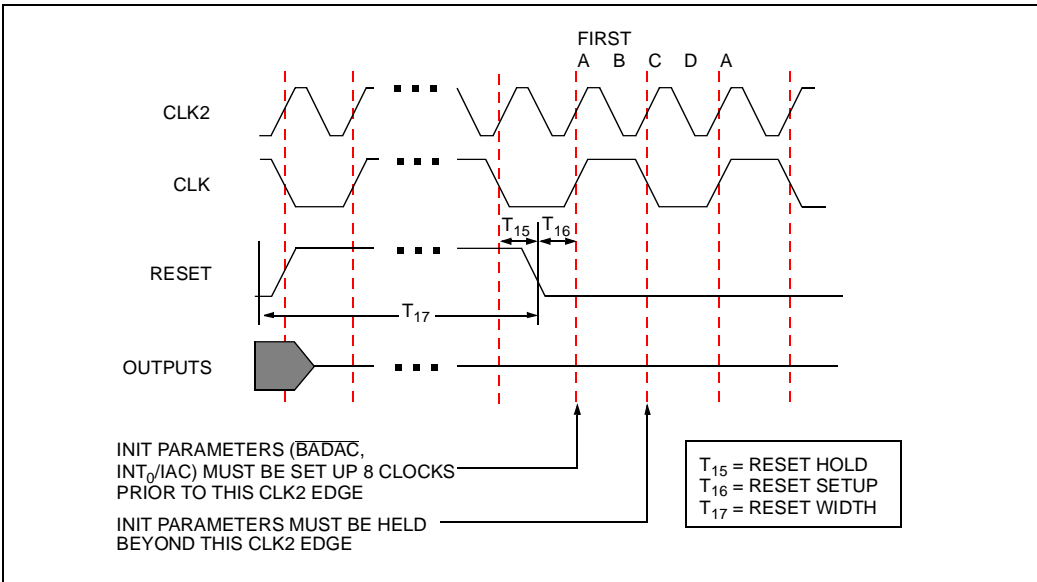 FIRST
A B C D A
CLK2
CLK
T15 T16
RESET
T17
OUTPUTS
INIT PARAMETERS (BADAC,
INT0/IAC) MUST BE SET UP 8 CLOCKS
PRIOR TO THIS CLK2 EDGE
INIT PARAMETERS MUST BE HELD
BEYOND THIS CLK2 EDGE
T15 = RESET HOLD
T16 = RESET SETUP
T17 = RESET WIDTH